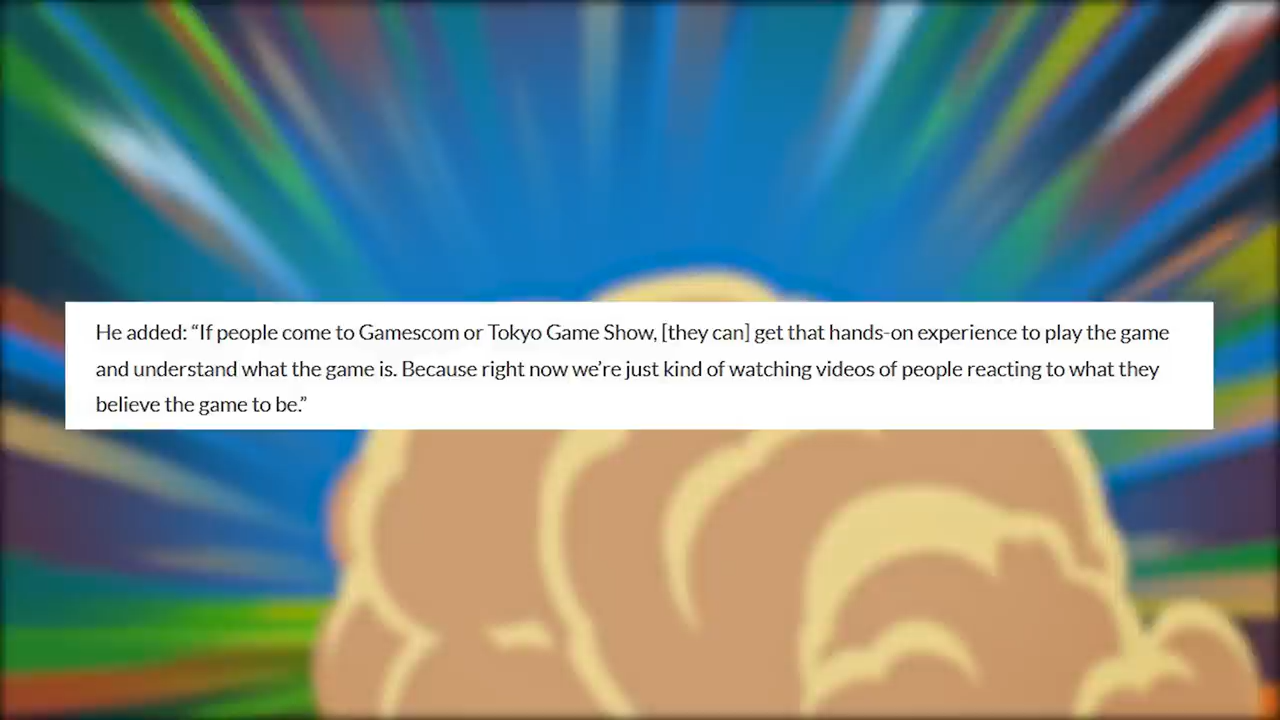 He added: “If people come to Gamescom or Tokyo Game Show, [they can] get that hands-on experience to play the game
and understand what the game is. Because right now we’re just kind of watching videos of people reacting to what they
believe the game to be.”